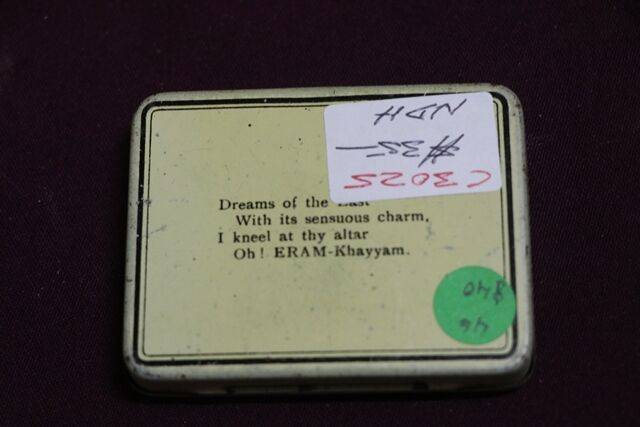 C3025
$35-
NDH
Dreams of the East
With its sensuous charm,
I kneel at thy altar
Oh! ERAM-Khayyam.
46
$40